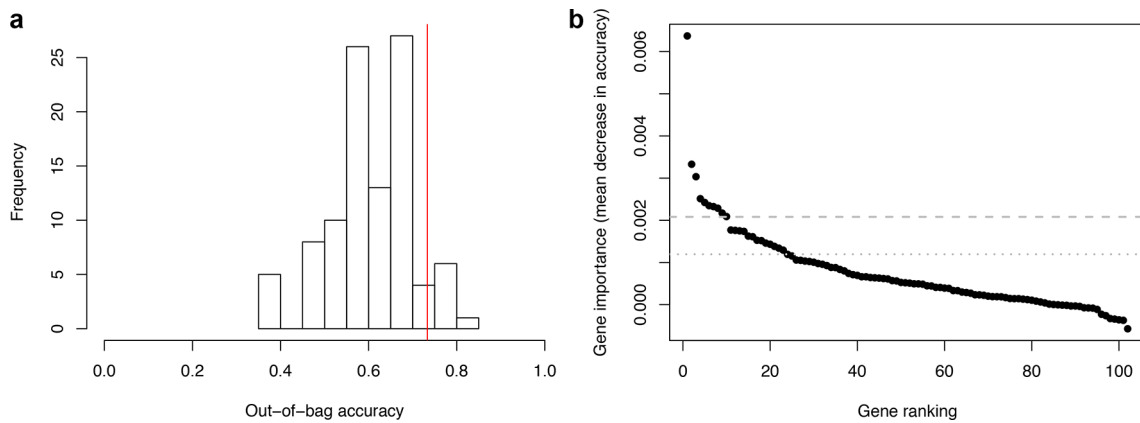 a
Frequency
25
20
15
10
5
0
0.0 0.2 0.4 0.6 0.8 1.0
Out−of−bag accuracy
b
Gene importance (mean decrease in accuracy)
0.006
0.004
0.002
0.000
0 20 40 60 80 100
Gene ranking